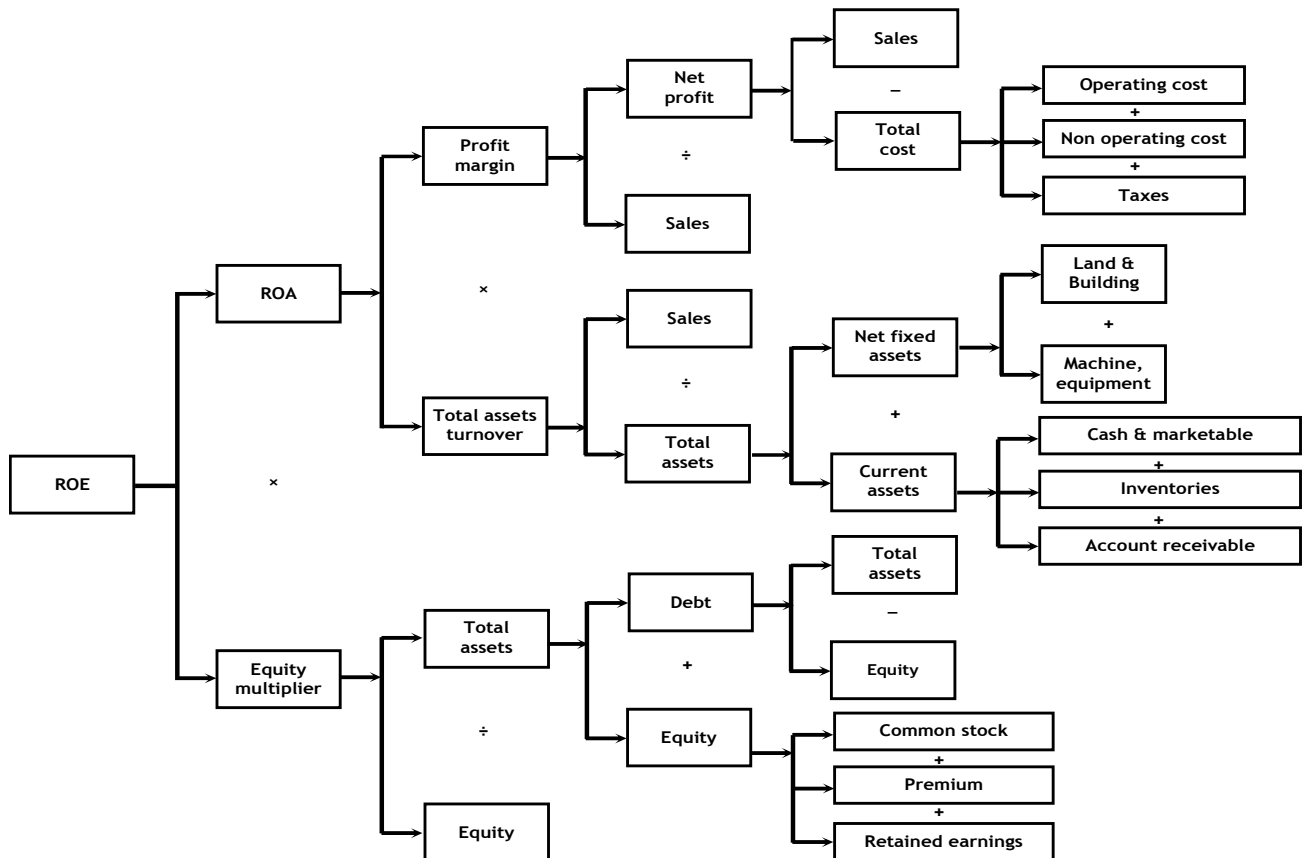 Sales
Net
profit
–
Operating cost
+
Profit
margin
÷
Total
cost
Non operating cost
+
Taxes
Sales
ROA
×
Land &
Building
Sales
Net fixed
assets
+
÷
Machine,
equipment
Total assets
turnover
+
Total
assets
Cash & marketable
+
ROE
×
Current
assets
Inventories
+
Account receivable
Total
assets
Debt
–
Total
assets
Equity
multiplier
+
Equity
÷
Equity
Common stock
+
Premium
+
Equity
Retained earnings